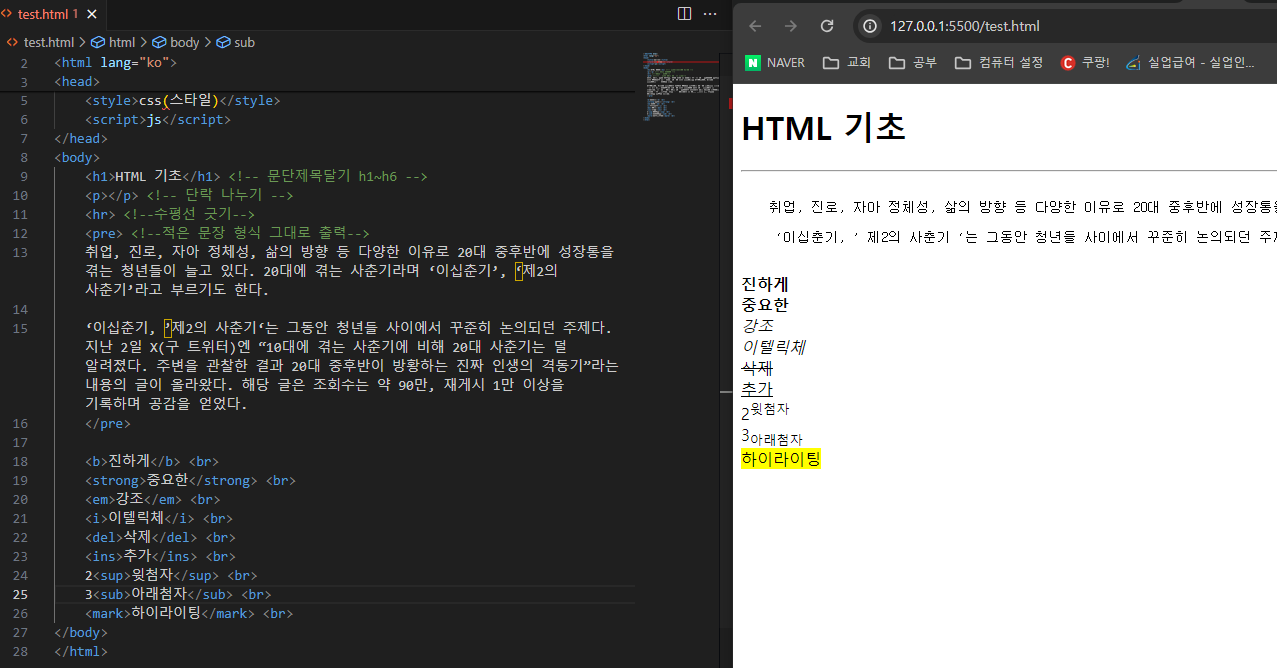 test.html 1
test.html > html > body > sub
2 <html lang="ko">
3 <head>
5 <style>css(스타일)</style>
6 <script>js</script>
7 </head>
8 <body>
9 <h1>HTML 기초</h1> <!-- 문단제목달기 h1~h6 -->
10 <p></p> <!-- 단락 나누기 -->
11 <hr> <!--수평선 긋기-->
12 <pre> <!--적은 문장 형식 그대로 출력-->
13 취업, 진로, 자아 정체성, 삶의 방향 등 다양한 이유로 20대 중후반에 성장통을
겪는 청년들이 늘고 있다. 20대에 겪는 사춘기라며 ‘이십춘기’, ‘제2의
사춘기’라고 부르기도 한다.
14
15 ‘이십춘기, ’제2의 사춘기‘는 그동안 청년들 사이에서 꾸준히 논의되던 주제다.
지난 2일 X(구 트위터)엔 “10대에 겪는 사춘기에 비해 20대 사춘기는 덜
알려졌다. 주변을 관찰한 결과 20대 중후반이 방황하는 진짜 인생의 격동기”라는
내용의 글이 올라왔다. 해당 글은 조회수는 약 90만, 재게시 1만 이상을
기록하며 공감을 얻었다.
16 </pre>
17
18 <b>진하게</b> <br>
19 <strong>중요한</strong> <br>
20 <em>강조</em> <br>
21 <i>이텔릭체</i> <br>
22 <del>삭제</del> <br>
23 <ins>추가</ins> <br>
24 2<sup>윗첨자</sup> <br>
25 3<sub>아래첨자</sub> <br>
26 <mark>하이라이팅</mark> <br>
27 </body>
28 </html>
127.0.0.1:5500/test.html
N NAVER 교회 공부 컴퓨터 설정 C 쿠팡! 실업급여 - 실업인...
HTML 기초
취업, 진로, 자아 정체성, 삶의 방향 등 다양한 이유로 20대 중후반에 성장통을
‘이십춘기, ’ 제2의 사춘기 ‘는 그동안 청년들 사이에서 꾸준히 논의되던 주제
진하게
중요한
강조
이텔릭체
삭제
추가
2윗첨자
3아래첨자
하이라이팅